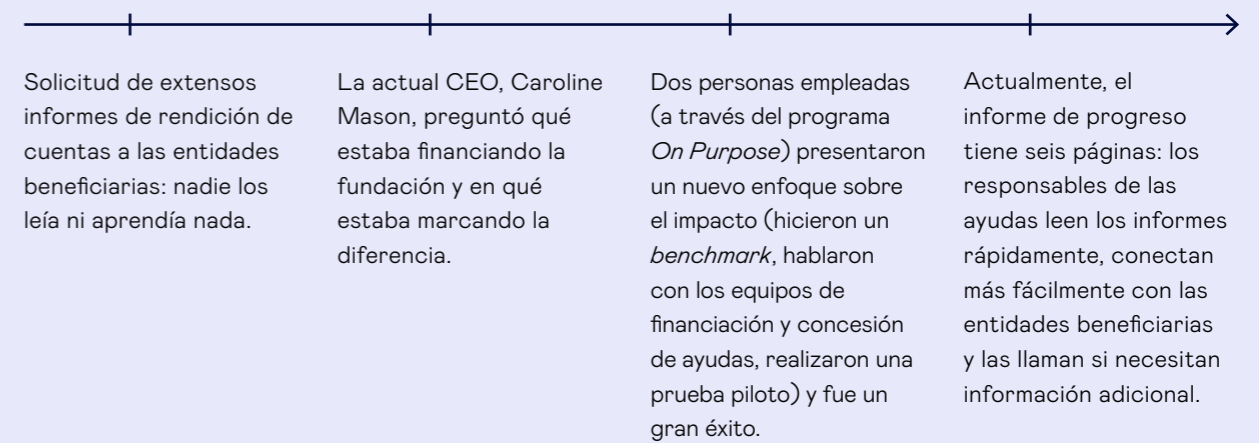 Solicitud de extensos
informes de rendición de
cuentas a las entidades
beneficiarias: nadie los
leía ni aprendía nada.
La actual CEO, Caroline
Mason, preguntó qué
estaba financiando la
fundación y en qué
estaba marcando la
diferencia.
Dos personas empleadas
(a través del programa
On Purpose) presentaron
un nuevo enfoque sobre
el impacto (hicieron un
benchmark, hablaron
con los equipos de
financiación y concesión
de ayudas, realizaron una
prueba piloto) y fue un
gran éxito.
Actualmente, el
informe de progreso
tiene seis páginas: los
responsables de las
ayudas leen los informes
rápidamente, conectan
más fácilmente con las
entidades beneficiarias
y las llaman si necesitan
información adicional.